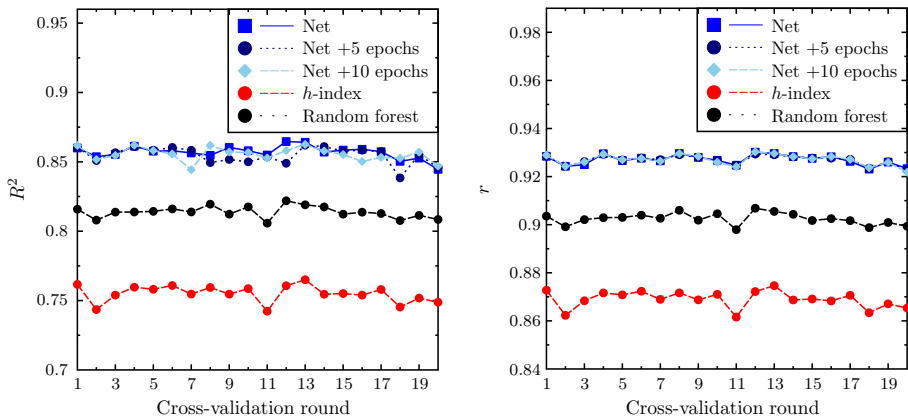 0.95
0.9
0.85
0.8
0.75
0.7
R²
Net
Net +5 epochs
Net +10 epochs
h-index
Random forest
1 3 5 7 9 11 13 15 17 19
Cross-validation round
0.98
0.96
0.94
0.92
0.9
0.88
0.86
0.84
r
Net
Net +5 epochs
Net +10 epochs
h-index
Random forest
1 3 5 7 9 11 13 15 17 19
Cross-validation round